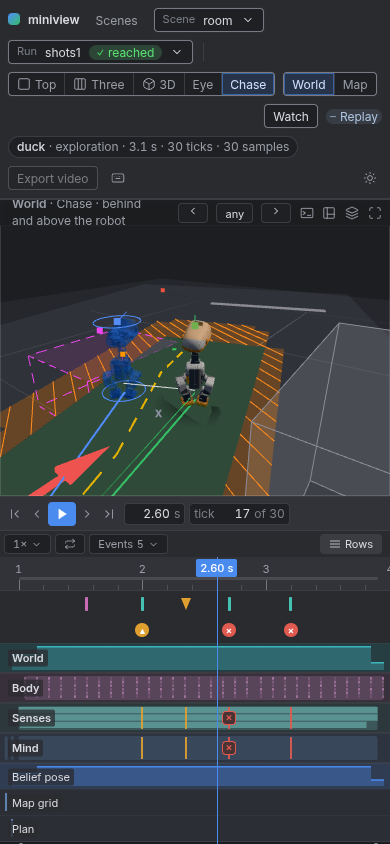 miniview Scenes Scene room
Run shots1 ✓ reached
Top Three 3D Eye Chase World Map
Watch – Replay
duck · exploration · 3.1 s · 30 ticks · 30 samples
Export video
World · Chase · behind
and above the robot
any
x
2.60 s tick 17 of 30
1× Events 5 Rows
1 2 2.60 s 3 4
World
Body
Senses
Mind
Belief pose
Map grid
Plan